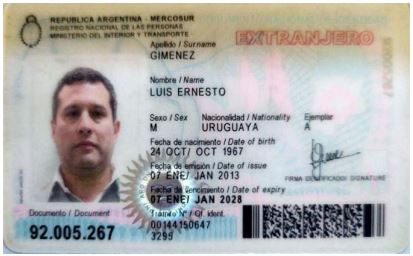 REPUBLICA ARGENTINA - MERCOSUR
REGISTRO NACIONAL DE LAS PERSONAS
MINISTERIO DEL INTERIOR Y TRANSPORTE
EXTRANJERO
Apellido / Surname
GIMENEZ
Nombre / Name
LUIS ERNESTO
Sexo / Sex Nacionalidad / Nationality Ejemplar
M URUGUAYA A
Fecha de nacimiento / Date of birth
24 OCT/ OCT 1967
Fecha de emisión / Date of issue
07 ENE/ JAN 2013
FIRMA IDENTIFICADO/ SIGNATURE
Fecha de vencimiento / Date of expiry
07 ENE/ JAN 2028
Documento / Document
92.005.267
Trámite N° / Of. ident.
00144150647
3295